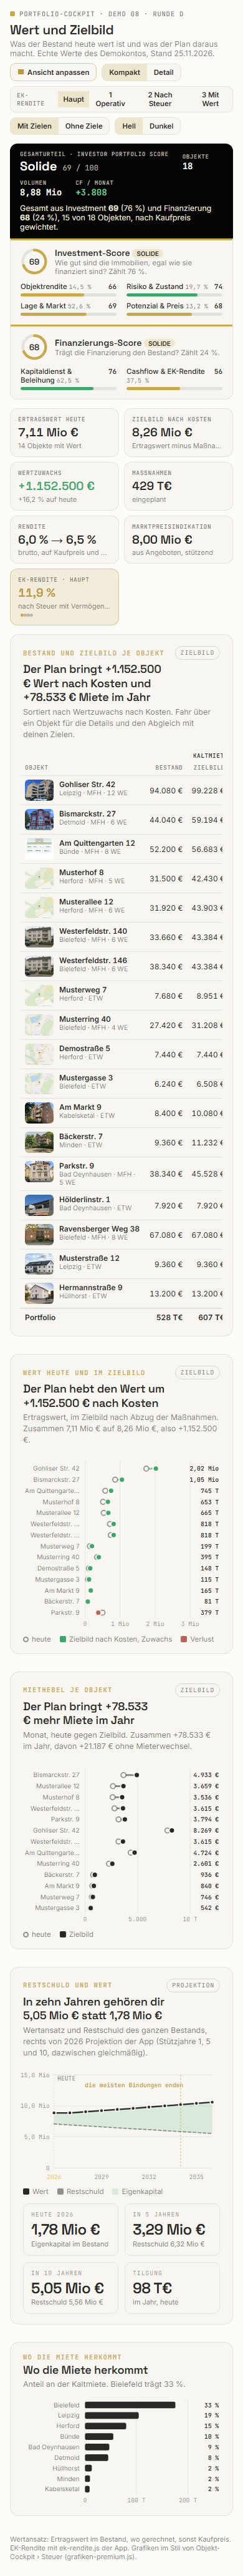 PORTFOLIO-COCKPIT · DEMO 08 · RUNDE D
Wert und Zielbild
Was der Bestand heute wert ist und was der Plan daraus
macht. Echte Werte des Demokontos, Stand 25.11.2026.
Ansicht anpassen
Kompakt
Detail
EK-
RENDITE
Haupt
1
Operativ
2 Nach
Steuer
3 Mit
Wert
Mit Zielen
Ohne Ziele
Hell
Dunkel
GESAMTURTEIL · INVESTOR PORTFOLIO SCORE
Solide 69 / 100
OBJEKTE
18
VOLUMEN
8,88 Mio
CF / MONAT
+3.808
Gesamt aus Investment 69 (76 %) und Finanzierung
68 (24 %), 15 von 18 Objekten, nach Kaufpreis
gewichtet.
69
Investment-Score SOLIDE
Wie gut sind die Immobilien, egal wie sie
finanziert sind? Zählt 76 %.
Objektrendite 14,5 % 66
Risiko & Zustand 19,7 % 74
Lage & Markt 52,6 % 69
Potenzial & Preis 13,2 % 68
68
Finanzierungs-Score SOLIDE
Trägt die Finanzierung den Bestand? Zählt 24 %.
Kapitaldienst &
Beleihung 62,5 %
76
Cashflow & EK-Rendite
37,5 %
56
ERTRAGSWERT HEUTE
7,11 Mio €
14 Objekte mit Wert
ZIELBILD NACH KOSTEN
8,26 Mio €
Ertragswert minus Maßna…
WERTZUWACHS
+1.152.500 €
+16,2 % auf heute
MASSNAHMEN
429 T€
eingeplant
RENDITE
6,0 % → 6,5 %
brutto, auf Kaufpreis und …
MARKTPREISINDIKATION
8,00 Mio €
aus Angeboten, stützend
EK-RENDITE · HAUPT
11,9 %
nach Steuer mit Vermögen…
BESTAND UND ZIELBILD JE OBJEKT
ZIELBILD
Der Plan bringt +1.152.500
€ Wert nach Kosten und
+78.533 € Miete im Jahr
Sortiert nach Wertzuwachs nach Kosten. Fahr über
ein Objekt für die Details und den Abgleich mit
deinen Zielen.
KALTMIET
OBJEKT BESTAND ZIELBIL
Gohliser Str. 42
Leipzig · MFH · 12 WE
94.080 € 99.228 €
Bismarckstr. 27
Detmold · MFH · 6 WE
44.040 € 59.194 €
Am Quittengarten 12
Bünde · MFH · 8 WE
52.200 € 56.683 €
Musterhof 8
Herford · MFH · 5 WE
31.500 € 42.430 €
Musterallee 12
Herford · MFH · 6 WE
31.920 € 43.903 €
Westerfeldstr. 140
Bielefeld · MFH · 6 WE
33.660 € 43.384 €
Westerfeldstr. 146
Bielefeld · MFH · 6 WE
38.340 € 43.384 €
Musterweg 7
Herford · ETW
7.680 € 8.951 €
Musterring 40
Bielefeld · MFH · 4 WE
27.420 € 31.208 €
Demostraße 5
Herford · ETW
7.440 € 7.440 €
Mustergasse 3
Bielefeld · ETW
6.240 € 6.508 €
Am Markt 9
Kabelsketal · ETW
8.400 € 10.080 €
Bäckerstr. 7
Minden · ETW
9.360 € 11.232 €
Parkstr. 9
Bad Oeynhausen · MFH ·
5 WE
38.340 € 45.528 €
Hölderlinstr. 1
Bad Oeynhausen · ETW
7.920 € 7.920 €
Ravensberger Weg 38
Bielefeld · MFH · 8 WE
67.080 € 67.080 €
Musterstraße 12
Leipzig · ETW
9.360 € 9.360 €
Hermannstraße 9
Hüllhorst · ETW
13.200 € 13.200 €
Portfolio 528 T€ 607 T€
WERT HEUTE UND IM ZIELBILD
ZIELBILD
Der Plan hebt den Wert um
+1.152.500 € nach Kosten
Ertragswert, im Zielbild nach Abzug der Maßnahmen.
Zusammen 7,11 Mio € auf 8,26 Mio €, also +1.152.500
€.
Gohliser Str. 42 2,02 Mio
Bismarckstr. 27 1,05 Mio
Am Quittengarte… 745 T
Musterhof 8 653 T
Musterallee 12 665 T
Westerfeldstr. … 818 T
Westerfeldstr. … 818 T
Musterweg 7 199 T
Musterring 40 395 T
Demostraße 5 148 T
Mustergasse 3 115 T
Am Markt 9 165 T
Bäckerstr. 7 81 T
Parkstr. 9 379 T
0 1 Mio 2 Mio 3 Mio
heute
Zielbild nach Kosten, Zuwachs
Verlust
MIETHEBEL JE OBJEKT
ZIELBILD
Der Plan bringt +78.533
€ mehr Miete im Jahr
Monat, heute gegen Zielbild. Zusammen +78.533 €
im Jahr, davon +21.187 € ohne Mieterwechsel.
Bismarckstr. 27 4.933 €
Musterallee 12 3.659 €
Musterhof 8 3.536 €
Westerfeldstr. … 3.615 €
Parkstr. 9 3.794 €
Gohliser Str. 42 8.269 €
Westerfeldstr. … 3.615 €
Am Quittengarte… 4.724 €
Musterring 40 2.601 €
Bäckerstr. 7 936 €
Am Markt 9 840 €
Musterweg 7 746 €
Mustergasse 3 542 €
0 5.000 10 T
heute
Zielbild
RESTSCHULD UND WERT
PROJEKTION
In zehn Jahren gehören dir
5,05 Mio € statt 1,78 Mio €
Wertansatz und Restschuld des ganzen Bestands,
rechts von 2026 Projektion der App (Stützjahre 1, 5
und 10, dazwischen gleichmäßig).
15,0 Mio
HEUTE
die meisten Bindungen enden
10,0 Mio
5,0 Mio
0
2026 2029 2032 2035
Wert
Restschuld
Eigenkapital
HEUTE 2026
1,78 Mio €
Eigenkapital im Bestand
IN 5 JAHREN
3,29 Mio €
Restschuld 6,32 Mio €
IN 10 JAHREN
5,05 Mio €
Restschuld 5,56 Mio €
TILGUNG
98 T€
im Jahr, heute
WO DIE MIETE HERKOMMT
Wo die Miete herkommt
Anteil an der Kaltmiete. Bielefeld trägt 33 %.
Bielefeld 33 %
Leipzig 19 %
Herford 15 %
Bünde 10 %
Bad Oeynhausen 9 %
Detmold 8 %
Hüllhorst 2 %
Minden 2 %
Kabelsketal 2 %
0 100 T 200 T
Wertansatz: Ertragswert im Bestand, wo gerechnet, sonst Kaufpreis.
EK-Rendite mit ek-rendite.js der App. Grafiken im Stil von Objekt-
Cockpit › Steuer (grafiken-premium.js).